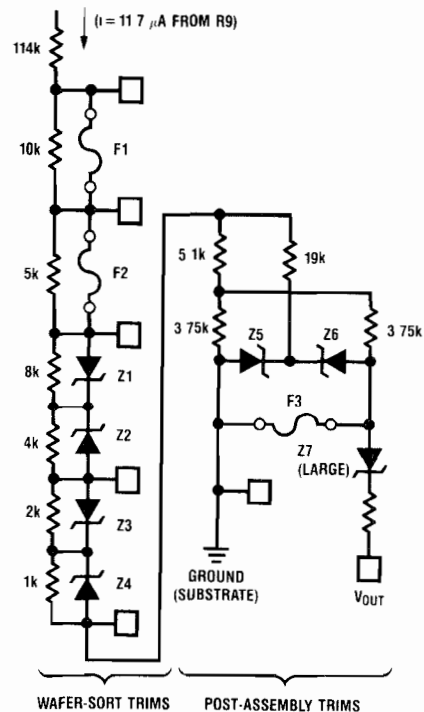 (ı = 11 7 µA FROM R9)
114k
10k
F1
5k
F2
8k
Z1
4k
Z2
2k
Z3
1k
Z4
5 1k
19k
3 75k
Z5
Z6
3 75k
F3
Z7
(LARGE)
GROUND
(SUBSTRATE)
VOUT
WAFER-SORT TRIMS
POST-ASSEMBLY TRIMS